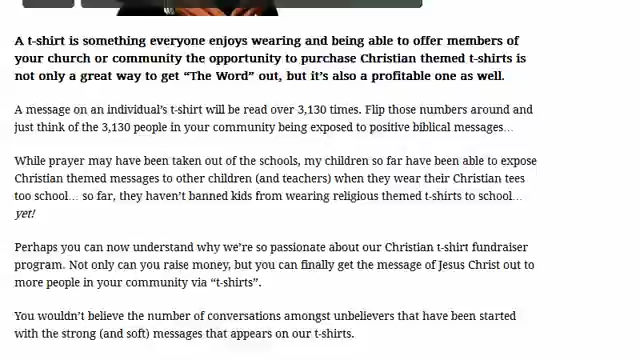 A t-shirt is something everyone enjoys wearing and being able to offer members of
your church or community the opportunity to purchase Christian themed t-shirts is
not only a great way to get “The Word” out, but it’s also a profitable one as well.
A message on an individual’s t-shirt will be read over 3,130 times. Flip those numbers around and
just think of the 3,130 people in your community being exposed to positive biblical messages…
While prayer may have been taken out of the schools, my children so far have been able to expose
Christian themed messages to other children (and teachers) when they wear their Christian tees
too school… so far, they haven’t banned kids from wearing religious themed t-shirts to school…
yet!
Perhaps you can now understand why we’re so passionate about our Christian t-shirt fundraiser
program. Not only can you raise money, but you can finally get the message of Jesus Christ out to
more people in your community via “t-shirts”.
You wouldn’t believe the number of conversations amongst unbelievers that have been started
with the strong (and soft) messages that appears on our t-shirts.